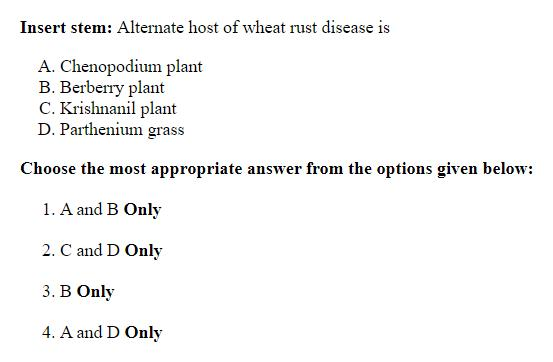 Insert stem: Alternate host of wheat rust disease is
A. Chenopodium plant
B. Berberry plant
C. Krishnanil plant
D. Parthenium grass
Choose the most appropriate answer from the options given below:
1. A and B Only
2. C and D Only
3. B Only
4. A and D Only